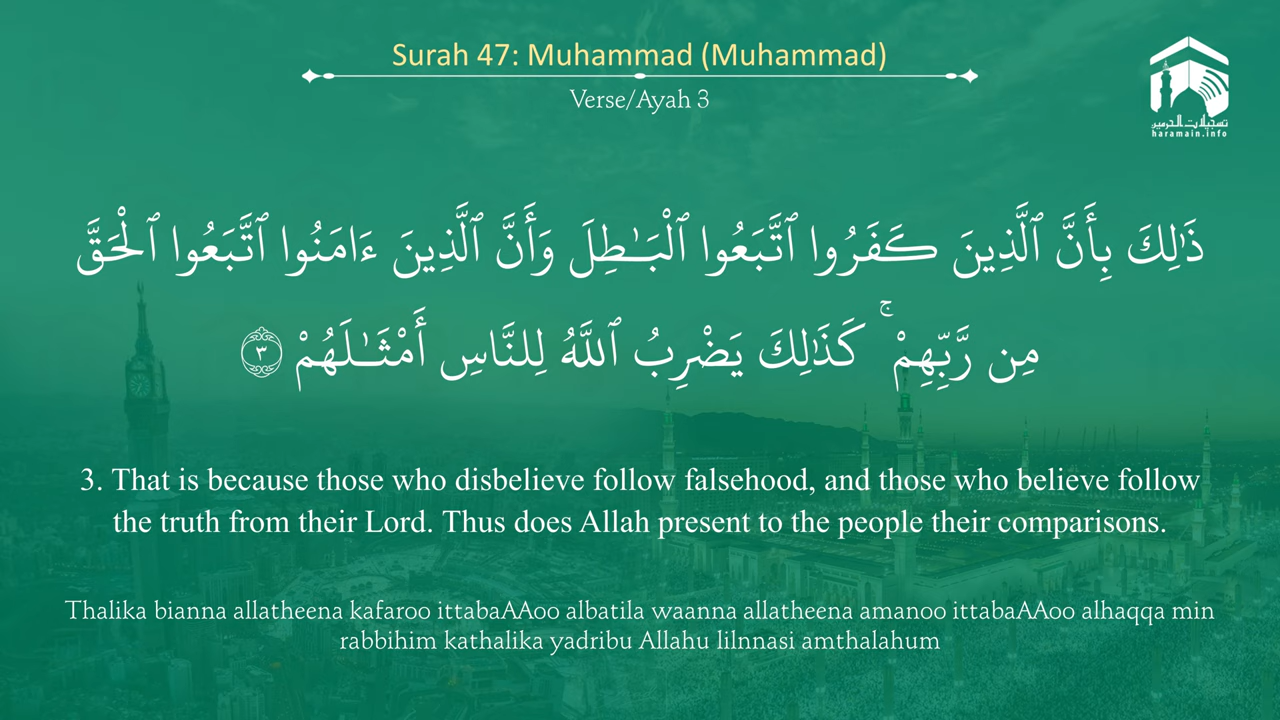 Surah 47: Muhammad (Muhammad)
Verse/Ayah 3
تسجيلات الحرمين
haramain.info
ذَٰلِكَ بِأَنَّ ٱلَّذِينَ كَفَرُوا ٱتَّبَعُوا ٱلْبَـٰطِلَ وَأَنَّ ٱلَّذِينَ ءَامَنُوا ٱتَّبَعُوا ٱلْحَقَّ
مِن رَّبِّهِمْ ۚ كَذَٰلِكَ يَضْرِبُ ٱللَّهُ لِلنَّاسِ أَمْثَـٰلَهُمْ ٣
3. That is because those who disbelieve follow falsehood, and those who believe follow
the truth from their Lord. Thus does Allah present to the people their comparisons.
Thalika bianna allatheena kafaroo ittabaAAoo albatila waanna allatheena amanoo ittabaAAoo alhaqqa min
rabbihim kathalika yadribu Allahu lilnnasi amthalahum